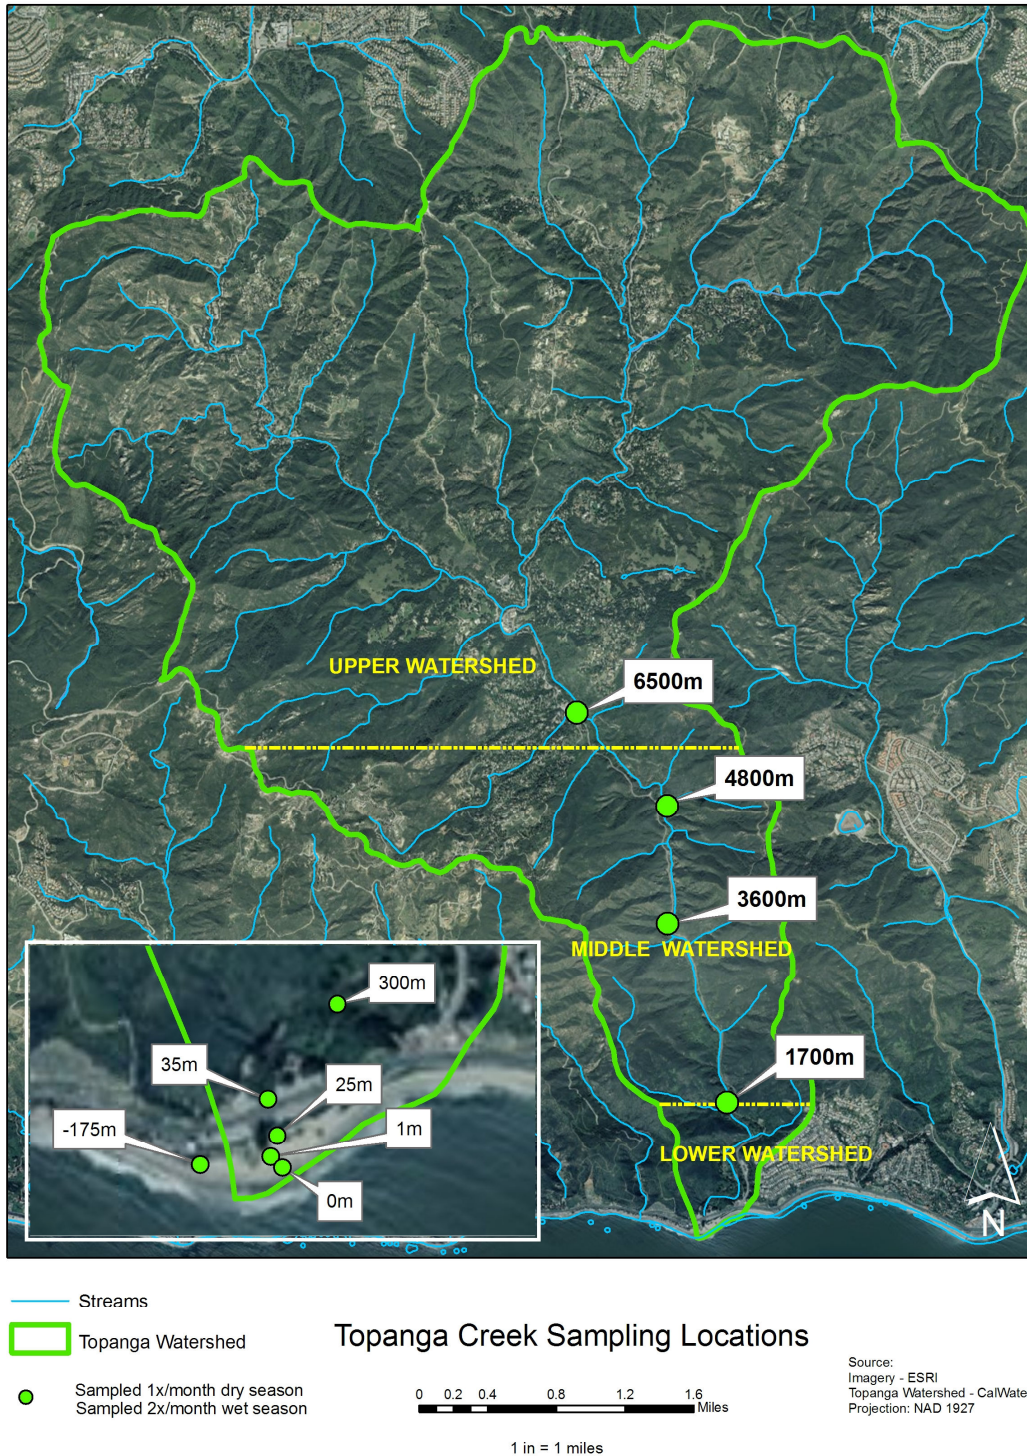 UPPER WATERSHED
6500m
4800m
3600m
MIDDLE WATERSHED
1700m
LOWER WATERSHED
300m
35m
25m
-175m
1m
0m
N
Streams
Topanga Watershed
Sampled 1x/month dry season
Sampled 2x/month wet season
Topanga Creek Sampling Locations
0 0.2 0.4 0.8 1.2 1.6
Miles
1 in = 1 miles
Source:
Imagery - ESRI
Topanga Watershed - CalWate
Projection: NAD 1927